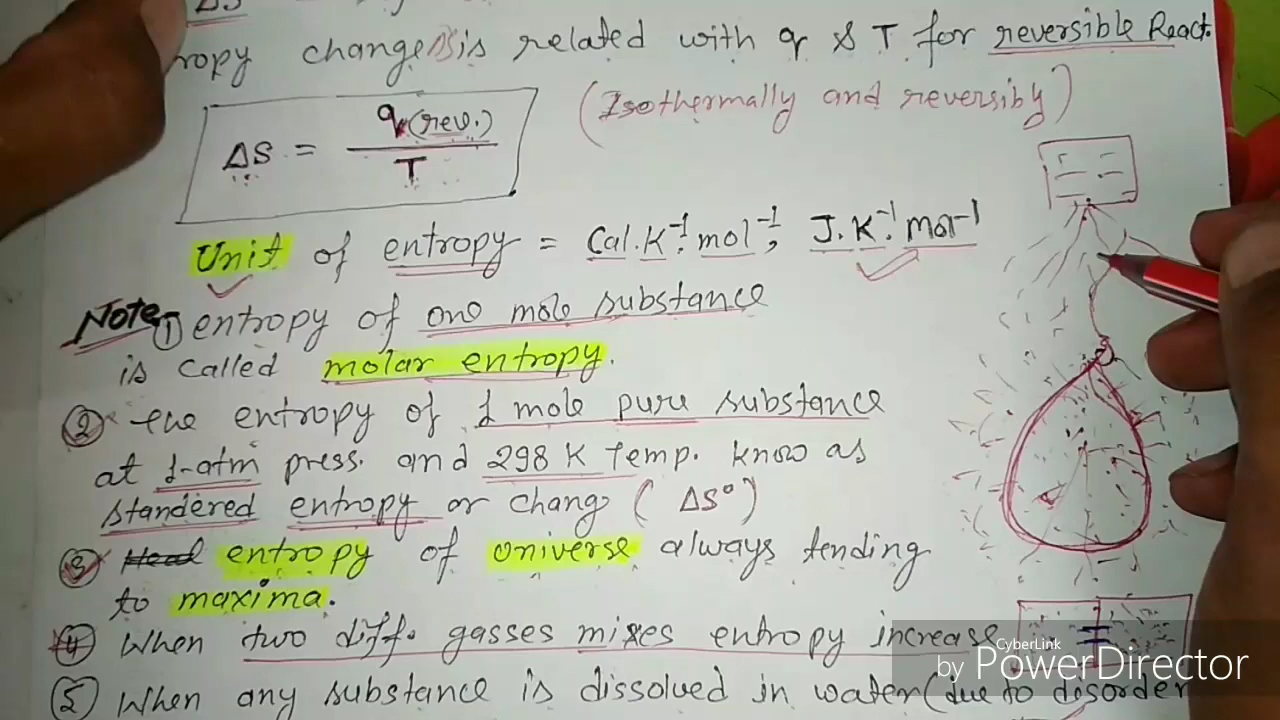 ΔS
ropy change is related with q & T for reversible React.
(Isothermally and reversiby)
ΔS = q(rev.) / T
Unit of entropy = Cal.K⁻¹.mol⁻¹, J.K⁻¹.mol⁻¹
Note ① entropy of one mole substance
is called molar entropy.
② the entropy of 1 mole pure substance
at 1-atm press. and 298 K temp. know as
standered entropy or chang (ΔS°)
③ Head entropy of universe always tending
to maxima.
④ When two diff. gasses mixes entropy increase
⑤ When any substance is dissolved in water (due to disorder
CyberLink
by PowerDirector